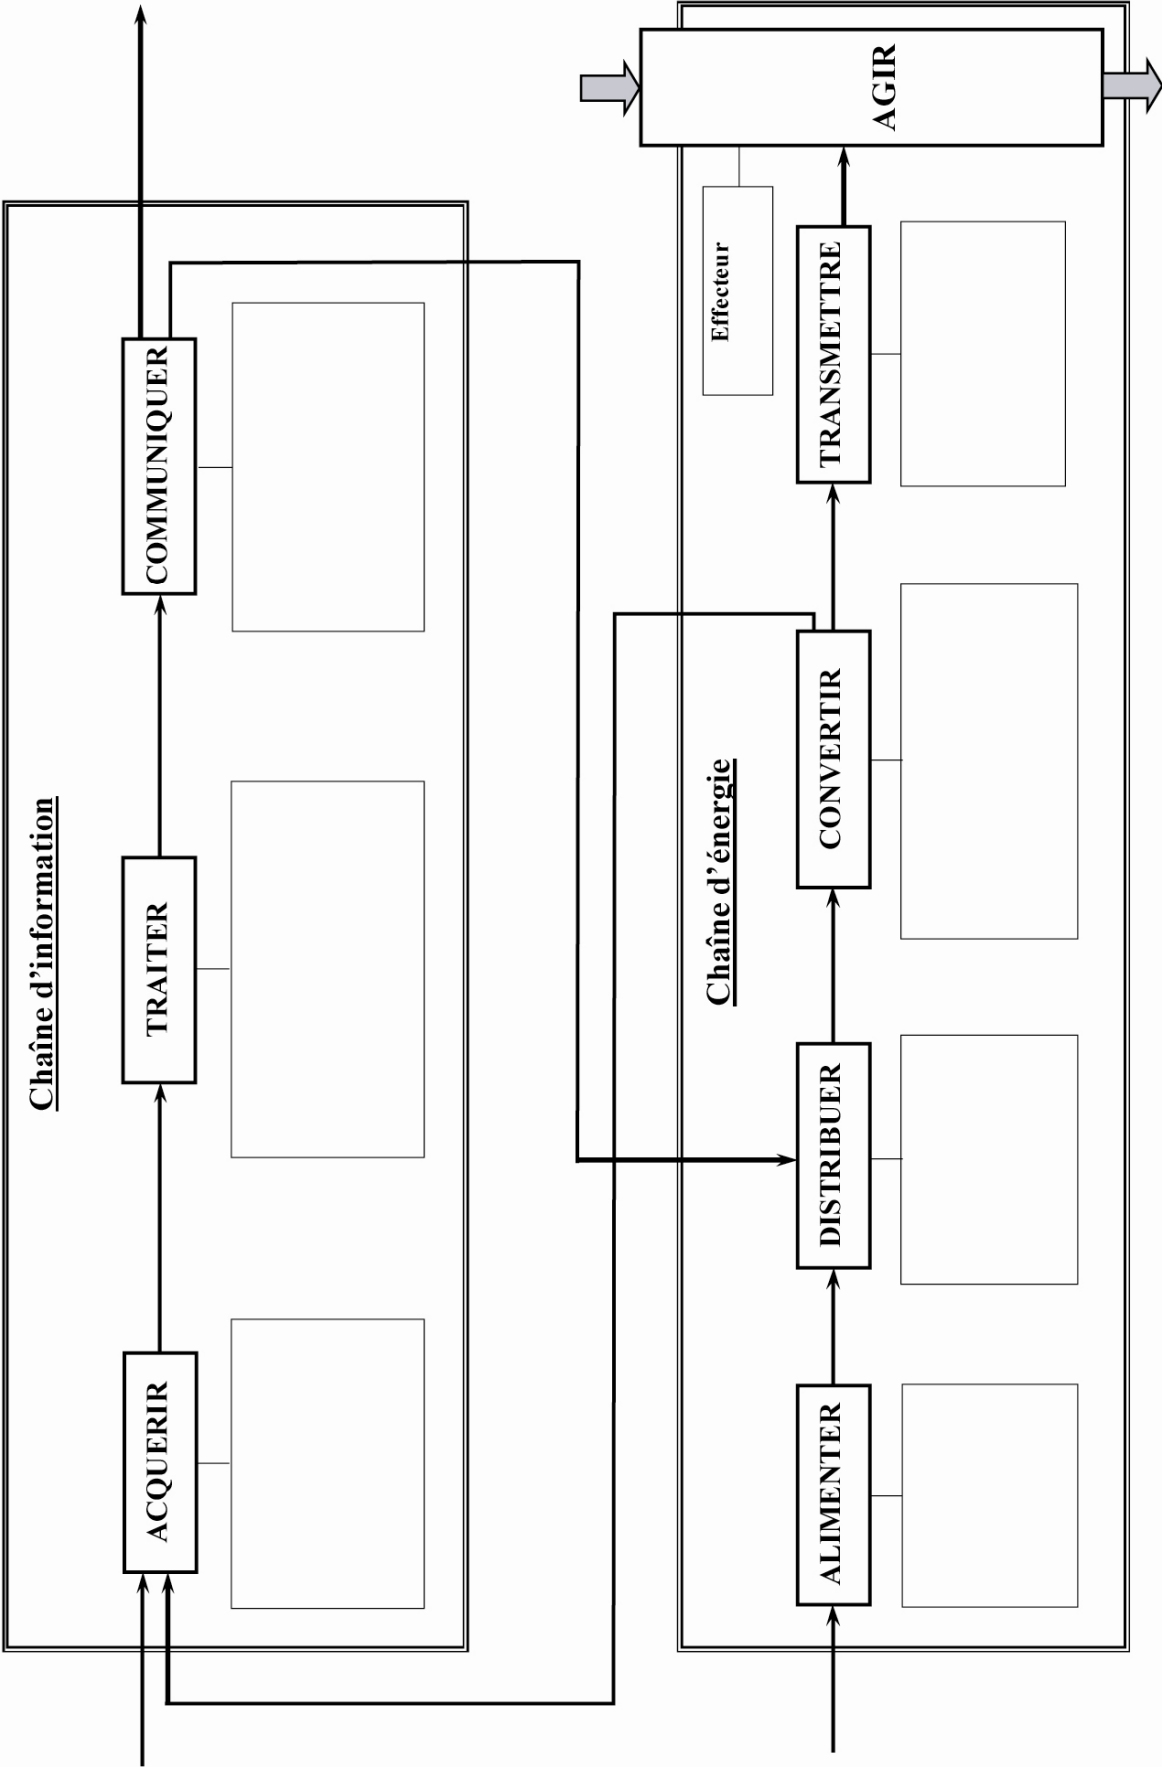 Chaîne d'information
ACQUERIR
TRAITER
COMMUNIQUER
Chaîne d'énergie
ALIMENTER
DISTRIBUER
CONVERTIR
TRANSMETTRE
Effecteur
AGIR